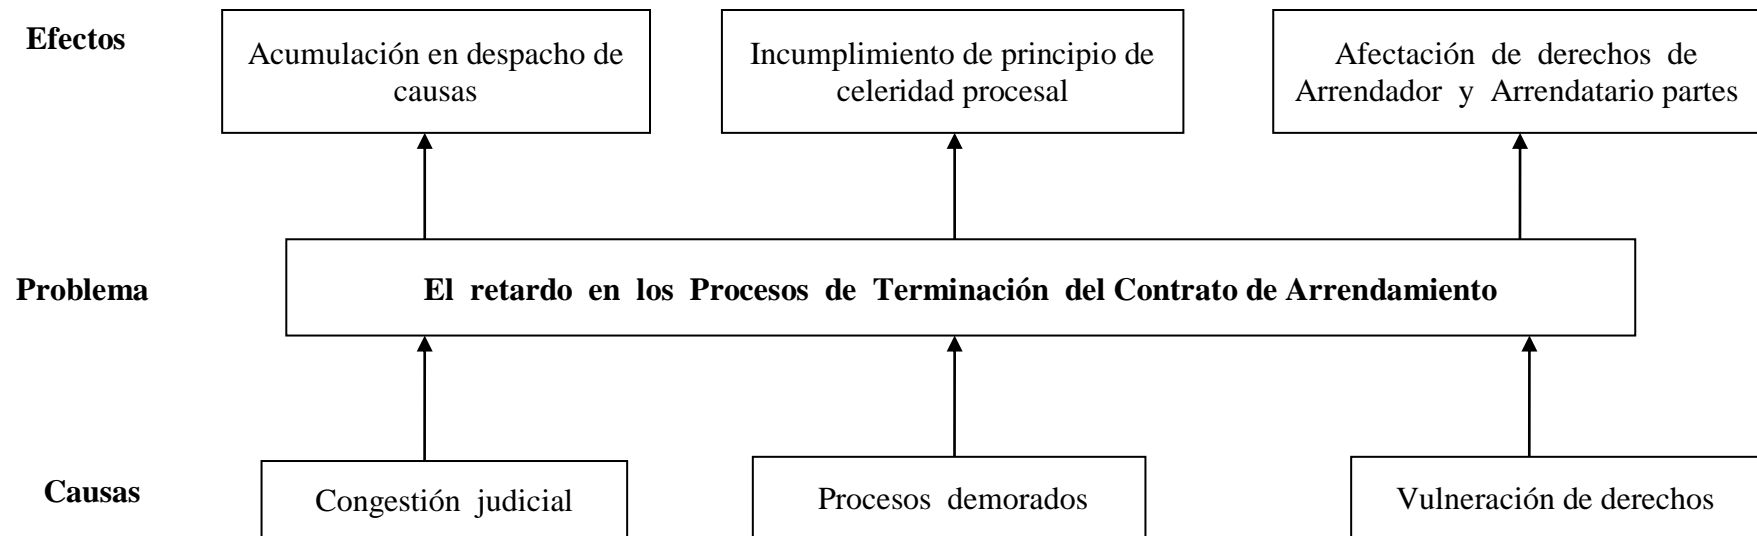 Efectos
Acumulación en despacho de
causas
Incumplimiento de principio de
celeridad procesal
Afectación de derechos de
Arrendador y Arrendatario partes
Problema
El retardo en los Procesos de Terminación del Contrato de Arrendamiento
Causas
Congestión judicial
Procesos demorados
Vulneración de derechos